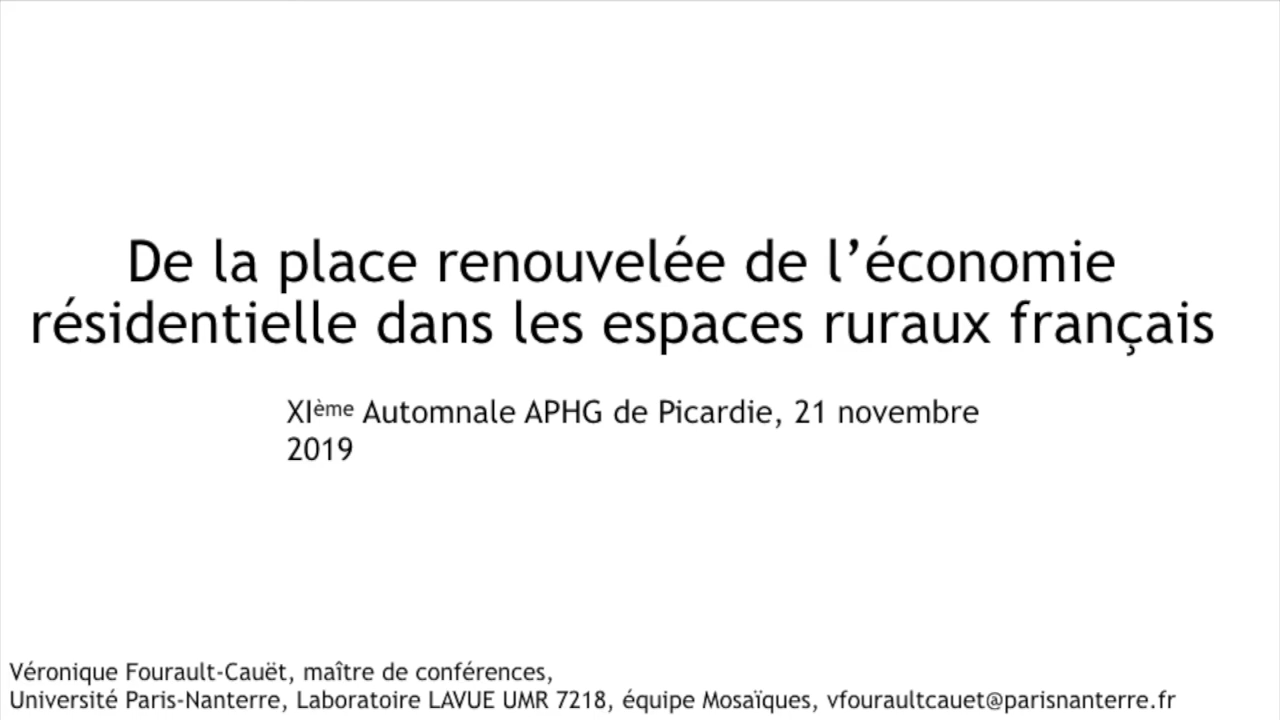 De la place renouvelée de l’économie
résidentielle dans les espaces ruraux français
XIème Automnale APHG de Picardie, 21 novembre
2019
Véronique Fourault-Cauët, maître de conférences,
Université Paris-Nanterre, Laboratoire LAVUE UMR 7218, équipe Mosaïques, vfouraultcauet@parisnanterre.fr